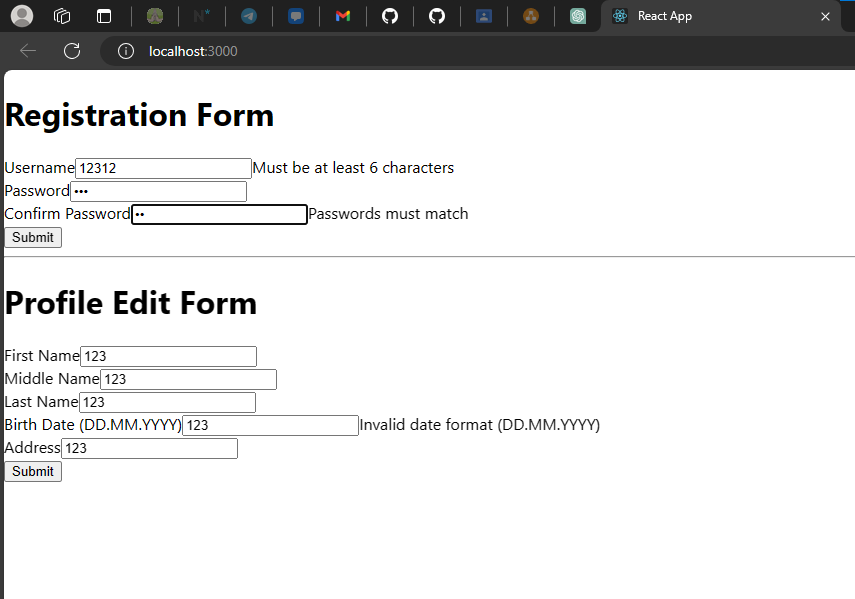 React App
localhost:3000
Registration Form
Username 12312 Must be at least 6 characters
Password •••
Confirm Password •• Passwords must match
Submit
Profile Edit Form
First Name 123
Middle Name 123
Last Name 123
Birth Date (DD.MM.YYYY) 123 Invalid date format (DD.MM.YYYY)
Address 123
Submit